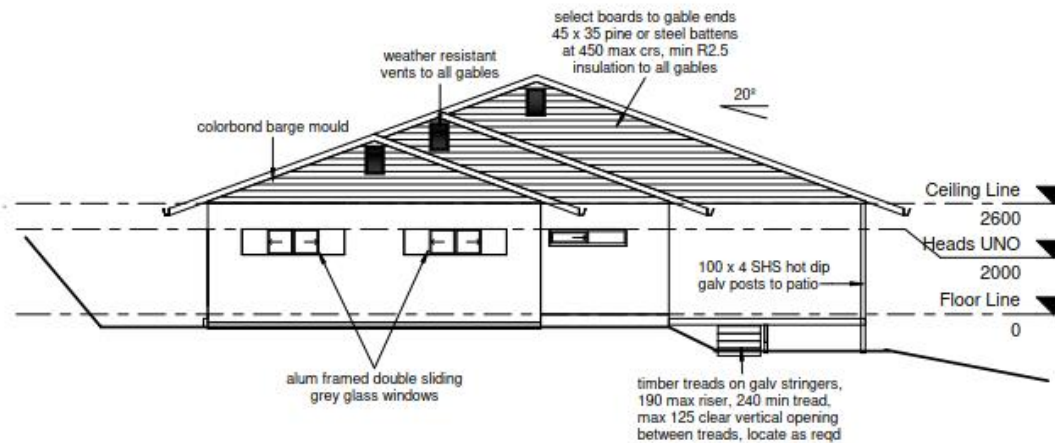 select boards to gable ends
45 x 35 pine or steel battens
at 450 max crs, min R2.5
insulation to all gables
weather resistant
vents to all gables
20º
colorbond barge mould
Ceiling Line
2600
Heads UNO
2000
100 x 4 SHS hot dip
galv posts to patio
Floor Line
0
alum framed double sliding
grey glass windows
timber treads on galv stringers,
190 max riser, 240 min tread,
max 125 clear vertical opening
between treads, locate as reqd